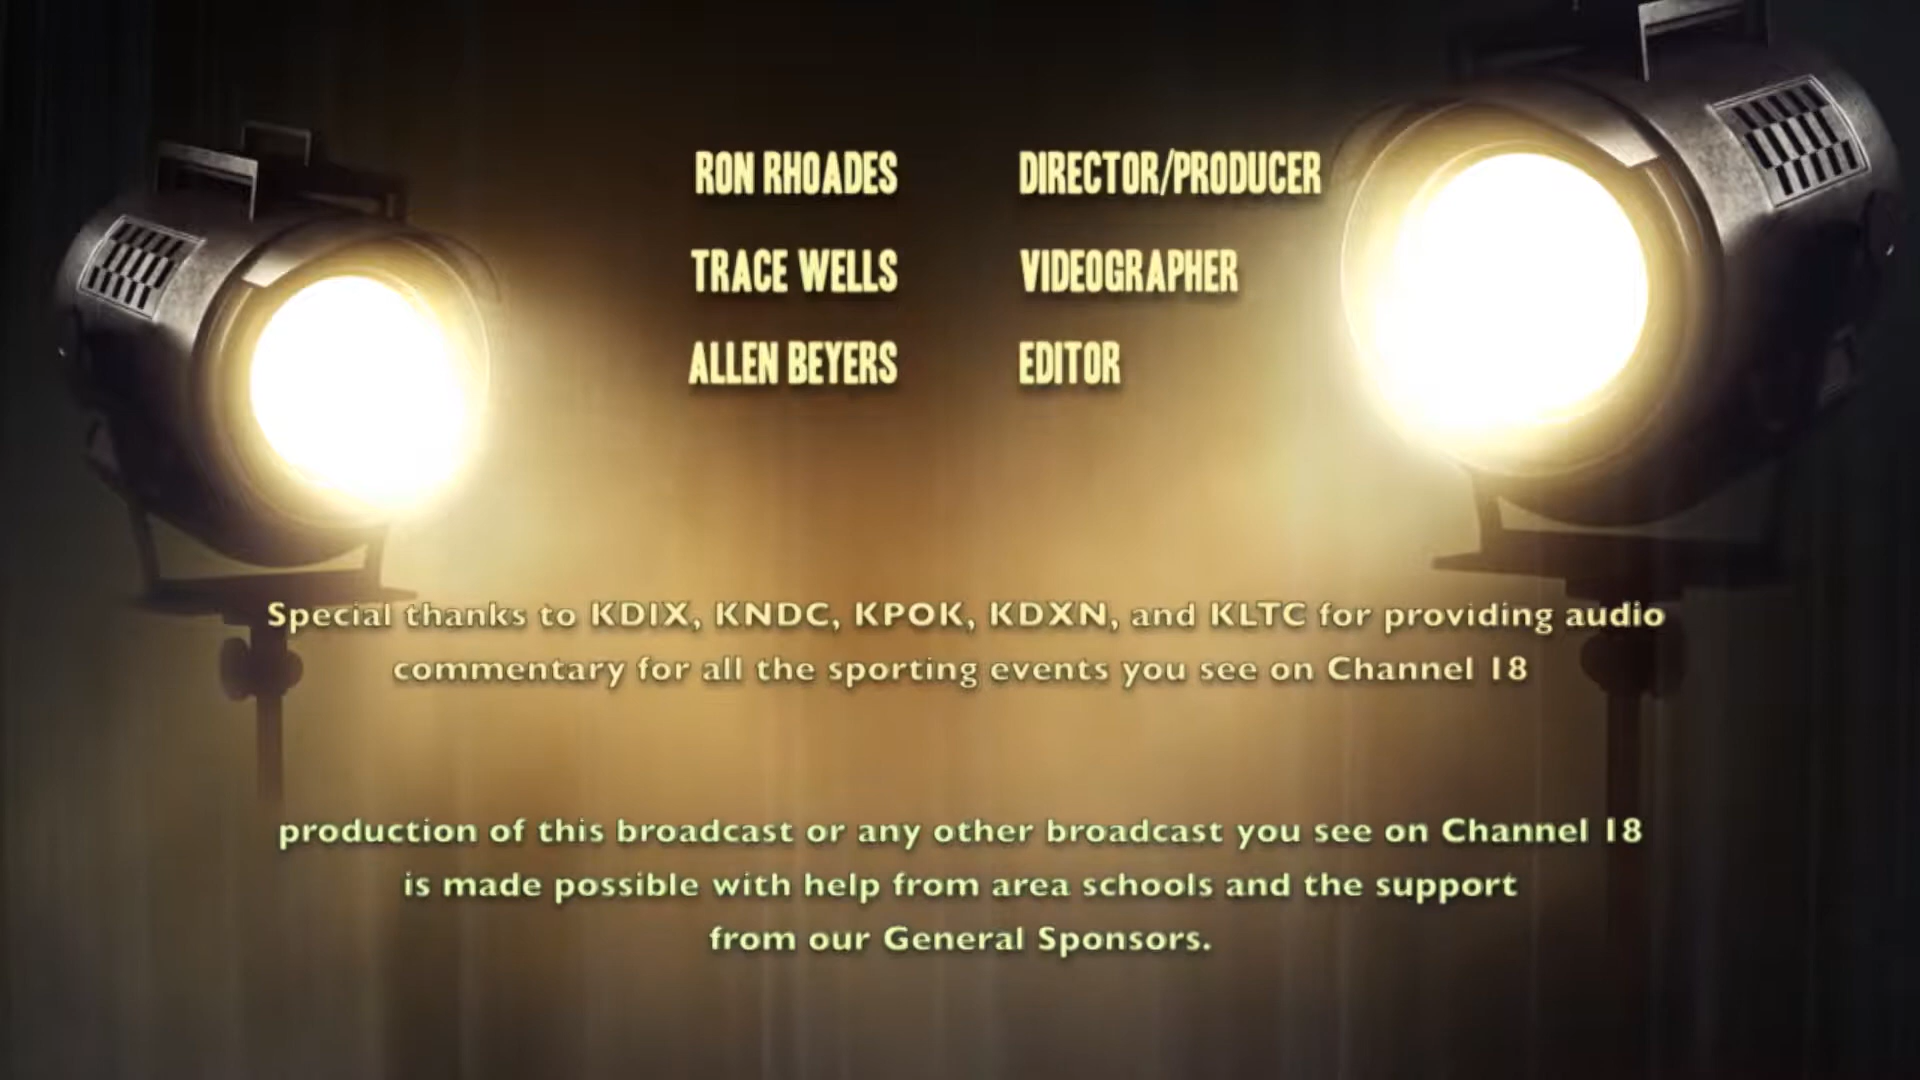 RON RHOADES DIRECTOR/PRODUCER
TRACE WELLS VIDEOGRAPHER
ALLEN BEYERS EDITOR
Special thanks to KDIX, KNDC, KPOK, KDXN, and KLTC for providing audio
commentary for all the sporting events you see on Channel 18
production of this broadcast or any other broadcast you see on Channel 18
is made possible with help from area schools and the support
from our General Sponsors.